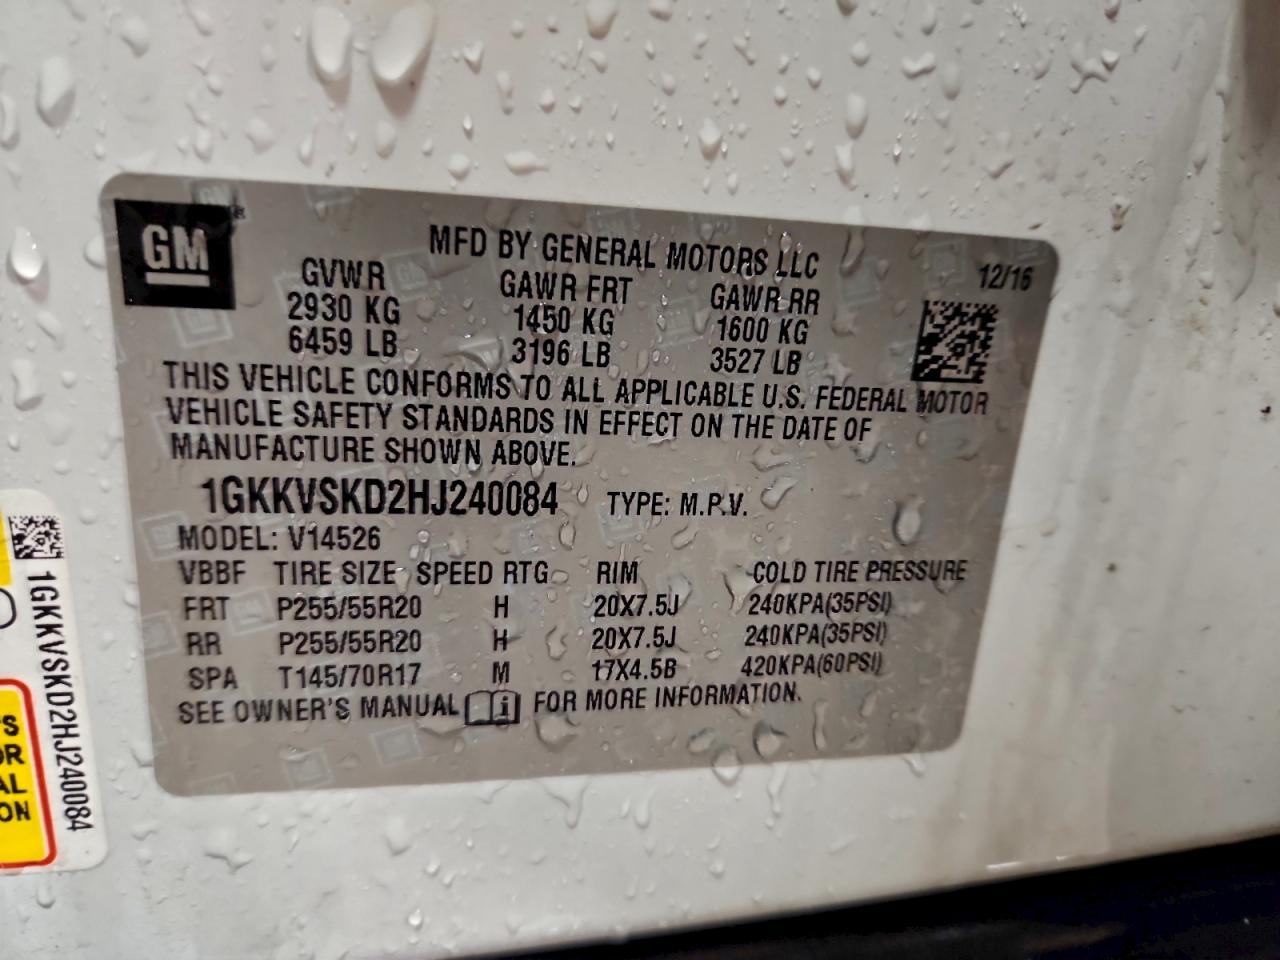 GM
MFD BY GENERAL MOTORS LLC
12/16
GVWR GAWR FRT GAWR RR
2930 KG 1450 KG 1600 KG
6459 LB 3196 LB 3527 LB
THIS VEHICLE CONFORMS TO ALL APPLICABLE U.S. FEDERAL MOTOR
VEHICLE SAFETY STANDARDS IN EFFECT ON THE DATE OF
MANUFACTURE SHOWN ABOVE.
1GKKVSKD2HJ240084 TYPE: M.P.V.
MODEL: V14526
VBBF TIRE SIZE SPEED RTG RIM COLD TIRE PRESSURE
FRT P255/55R20 H 20X7.5J 240KPA(35PSI)
RR P255/55R20 H 20X7.5J 240KPA(35PSI)
SPA T145/70R17 M 17X4.5B 420KPA(60PSI)
SEE OWNER'S MANUAL FOR MORE INFORMATION.
1GKKVSKD2HJ240084
'S
OR
AL
ON